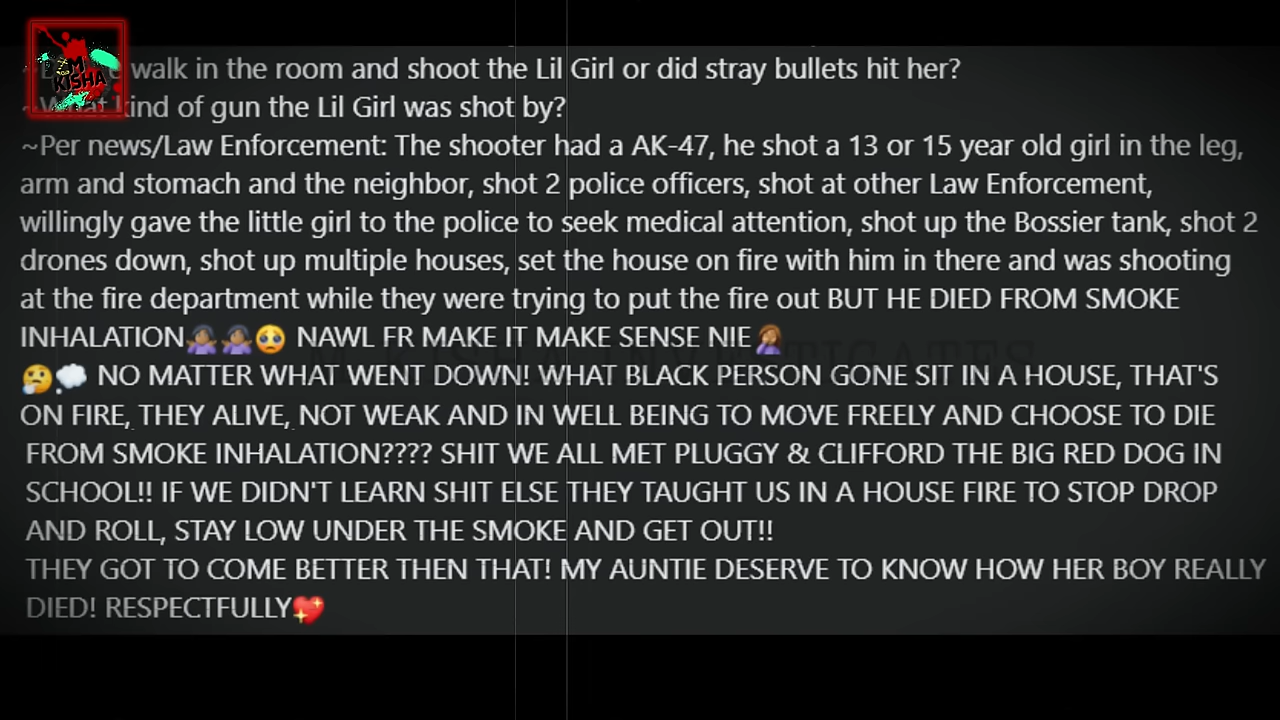 walk in the room and shoot the Lil Girl or did stray bullets hit her?
~What kind of gun the Lil Girl was shot by?
~Per news/Law Enforcement: The shooter had a AK-47, he shot a 13 or 15 year old girl in the leg,
arm and stomach and the neighbor, shot 2 police officers, shot at other Law Enforcement,
willingly gave the little girl to the police to seek medical attention, shot up the Bossier tank, shot 2
drones down, shot up multiple houses, set the house on fire with him in there and was shooting
at the fire department while they were trying to put the fire out BUT HE DIED FROM SMOKE
INHALATION🤷🏽‍♀️🤷🏽‍♀️🥺 NAWL FR MAKE IT MAKE SENSE NIE🤦🏽‍♀️
🤔💭 NO MATTER WHAT WENT DOWN! WHAT BLACK PERSON GONE SIT IN A HOUSE, THAT'S
ON FIRE, THEY ALIVE, NOT WEAK AND IN WELL BEING TO MOVE FREELY AND CHOOSE TO DIE
FROM SMOKE INHALATION???? SHIT WE ALL MET PLUGGY & CLIFFORD THE BIG RED DOG IN
SCHOOL!! IF WE DIDN'T LEARN SHIT ELSE THEY TAUGHT US IN A HOUSE FIRE TO STOP DROP
AND ROLL, STAY LOW UNDER THE SMOKE AND GET OUT!!
THEY GOT TO COME BETTER THEN THAT! MY AUNTIE DESERVE TO KNOW HOW HER BOY REALLY
DIED! RESPECTFULLY💖
KISHA